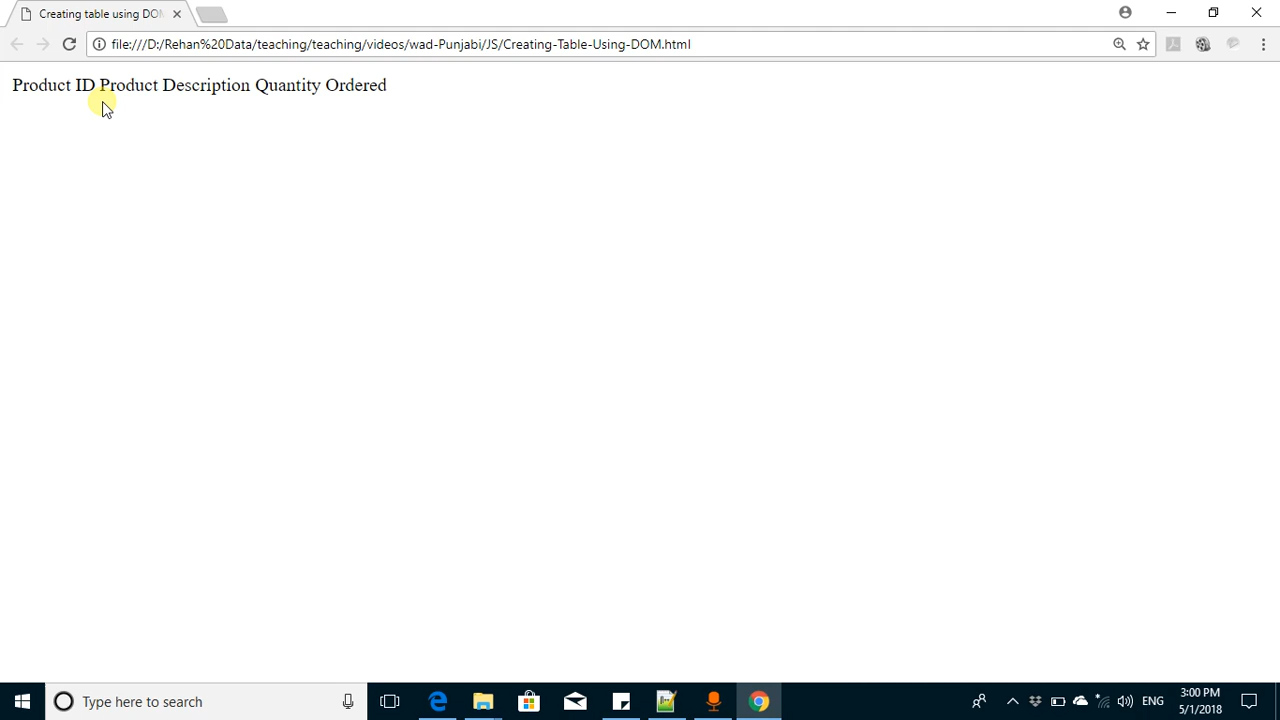 Creating table using DO
file:///D:/Rehan%20Data/teaching/teaching/videos/wad-Punjabi/JS/Creating-Table-Using-DOM.html
Product ID Product Description Quantity Ordered
Type here to search
ENG
3:00 PM
5/1/2018